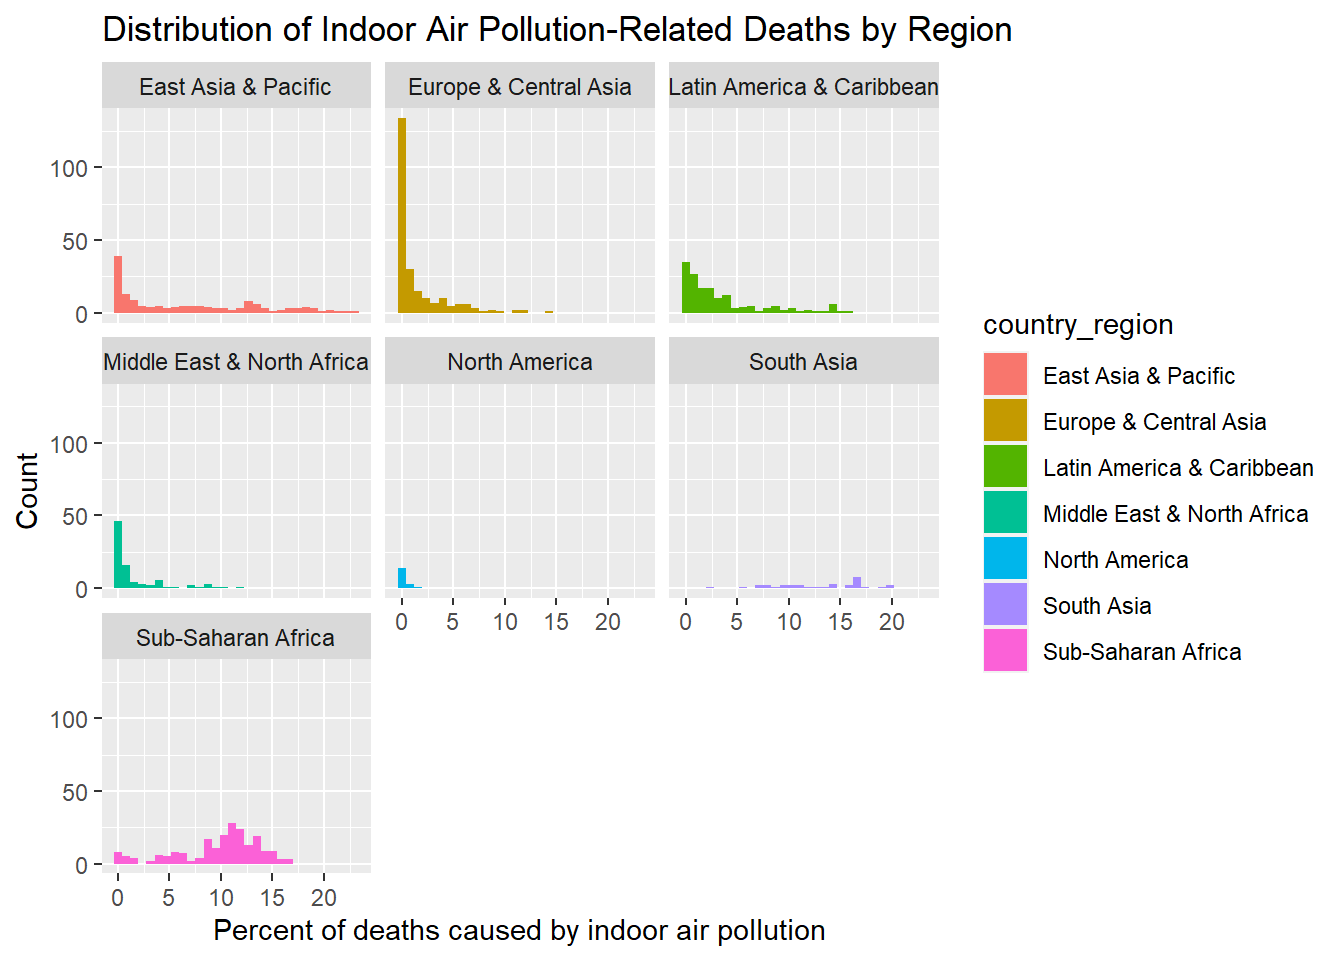 Distribution of Indoor Air Pollution-Related Deaths by Region
East Asia & Pacific
Europe & Central Asia
Latin America & Caribbean
100
50
0
Middle East & North Africa
North America
South Asia
100
50
0
0 5 10 15 20
0 5 10 15 20
Sub-Saharan Africa
100
50
0
0 5 10 15 20
Percent of deaths caused by indoor air pollution
Count
country_region
East Asia & Pacific
Europe & Central Asia
Latin America & Caribbean
Middle East & North Africa
North America
South Asia
Sub-Saharan Africa